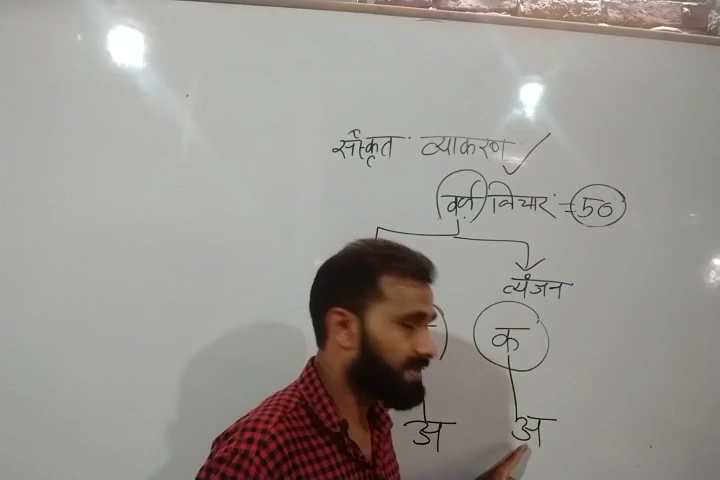 संस्कृत व्याकरण
वर्ण विचार = 50
व्यंजन
क
अ अ